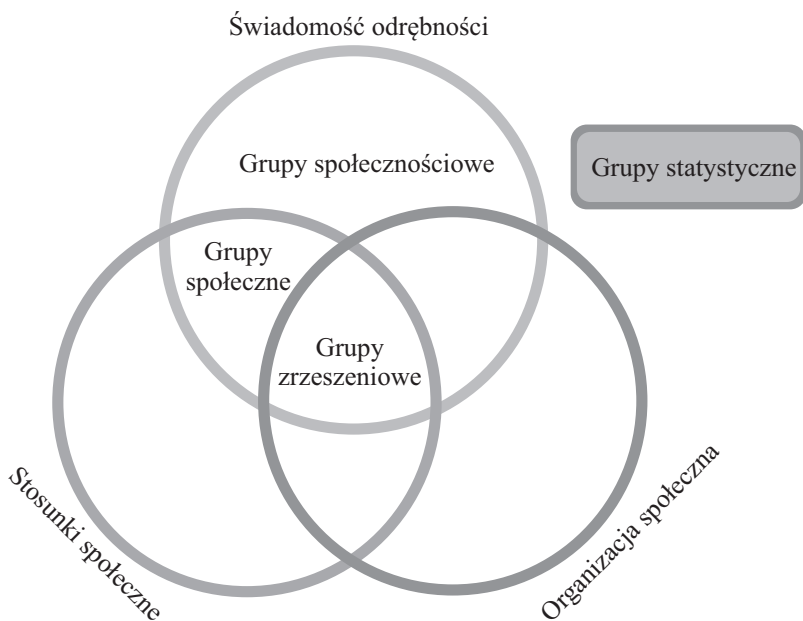 Świadomość odrębności
Grupy społecznościowe
Grupy statystyczne
Grupy
społeczne
Grupy
zrzeszeniowe
Stosunki społeczne
Organizacja społeczna